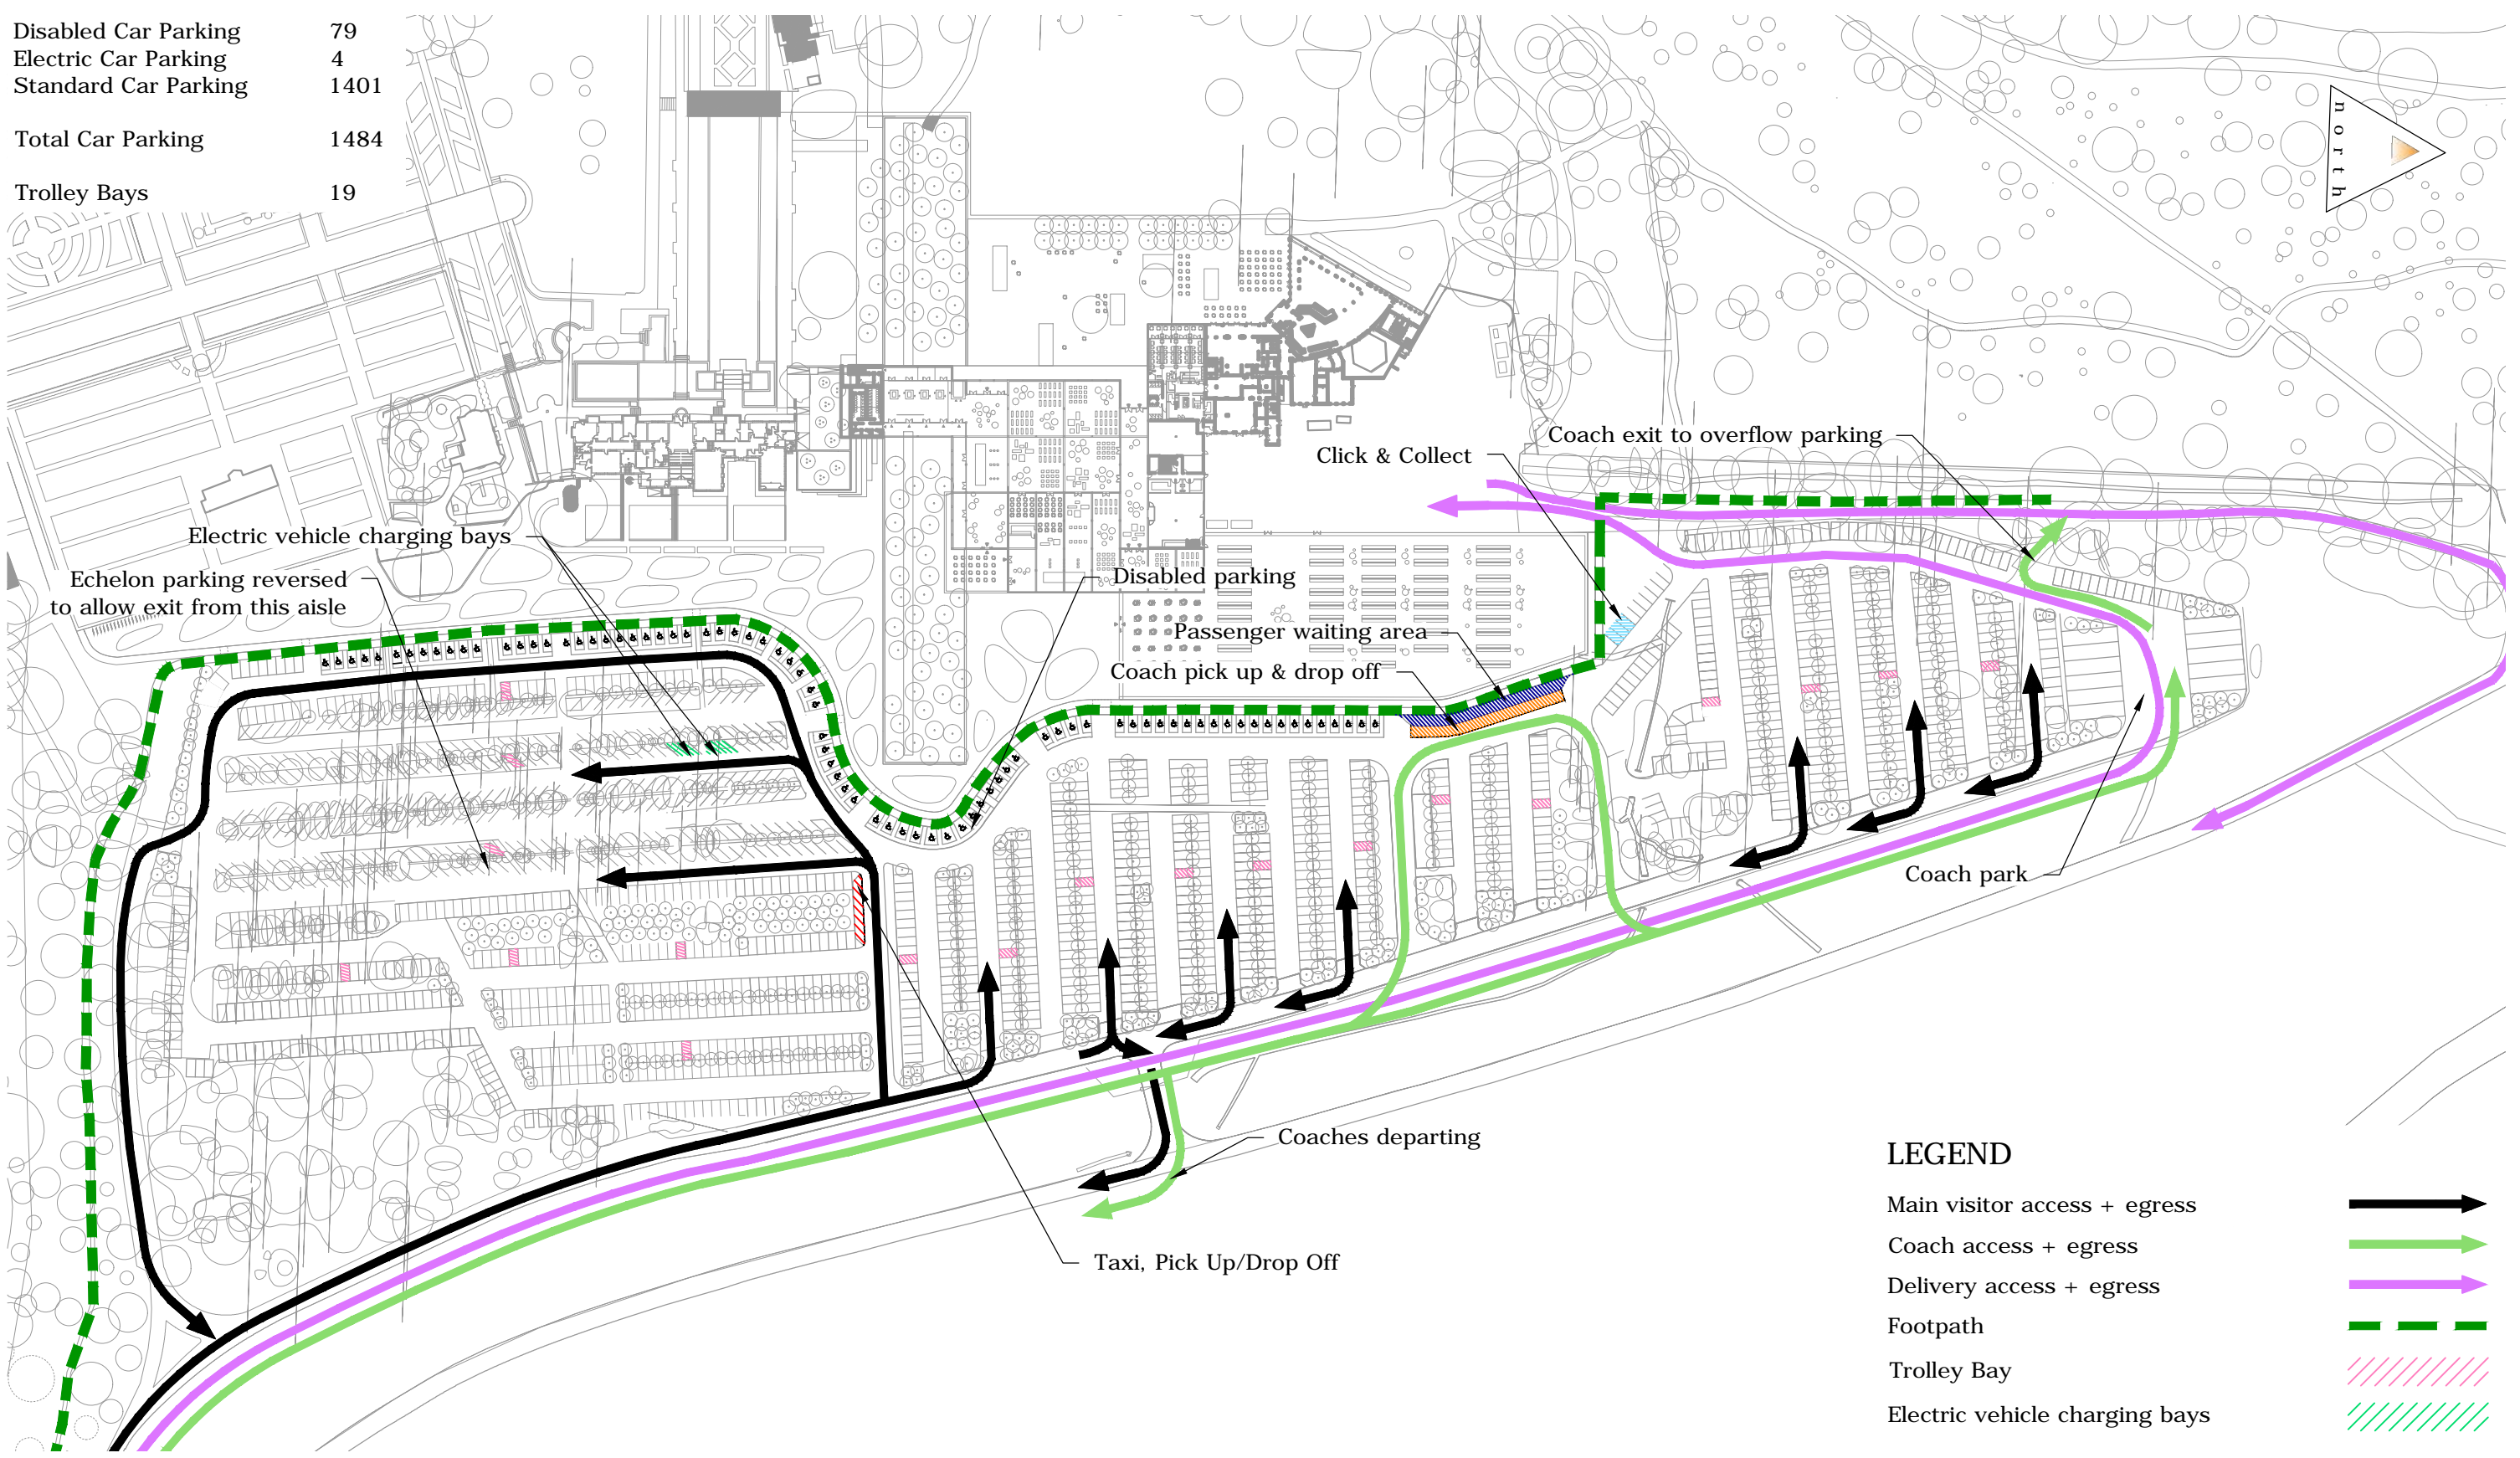 Disabled Car Parking 79
Electric Car Parking 4
Standard Car Parking 1401
Total Car Parking 1484
Trolley Bays 19
north
Coach exit to overflow parking
Click & Collect
Electric vehicle charging bays
Echelon parking reversed
to allow exit from this aisle
Disabled parking
Passenger waiting area
Coach pick up & drop off
Coach park
Coaches departing
Taxi, Pick Up/Drop Off
LEGEND
Main visitor access + egress
Coach access + egress
Delivery access + egress
Footpath
Trolley Bay
Electric vehicle charging bays